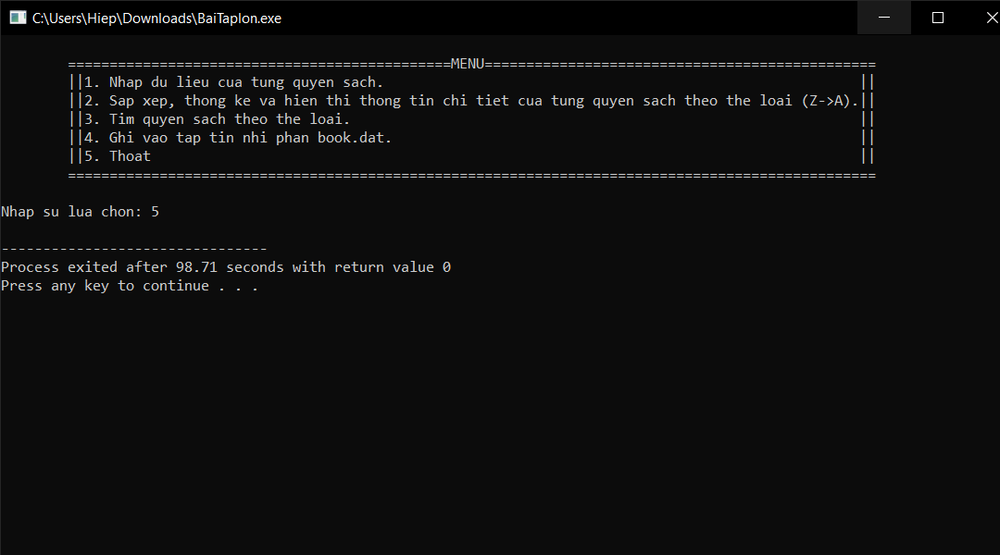 C:\Users\Hiep\Downloads\BaiTaplon.exe
==============================================MENU===============================================
||1. Nhap du lieu cua tung quyen sach.                                                         ||
||2. Sap xep, thong ke va hien thi thong tin chi tiet cua tung quyen sach theo the loai (Z->A).||
||3. Tim quyen sach theo the loai.                                                             ||
||4. Ghi vao tap tin nhi phan book.dat.                                                        ||
||5. Thoat                                                                                     ||
=================================================================================================
Nhap su lua chon: 5
--------------------------------
Process exited after 98.71 seconds with return value 0
Press any key to continue . . .